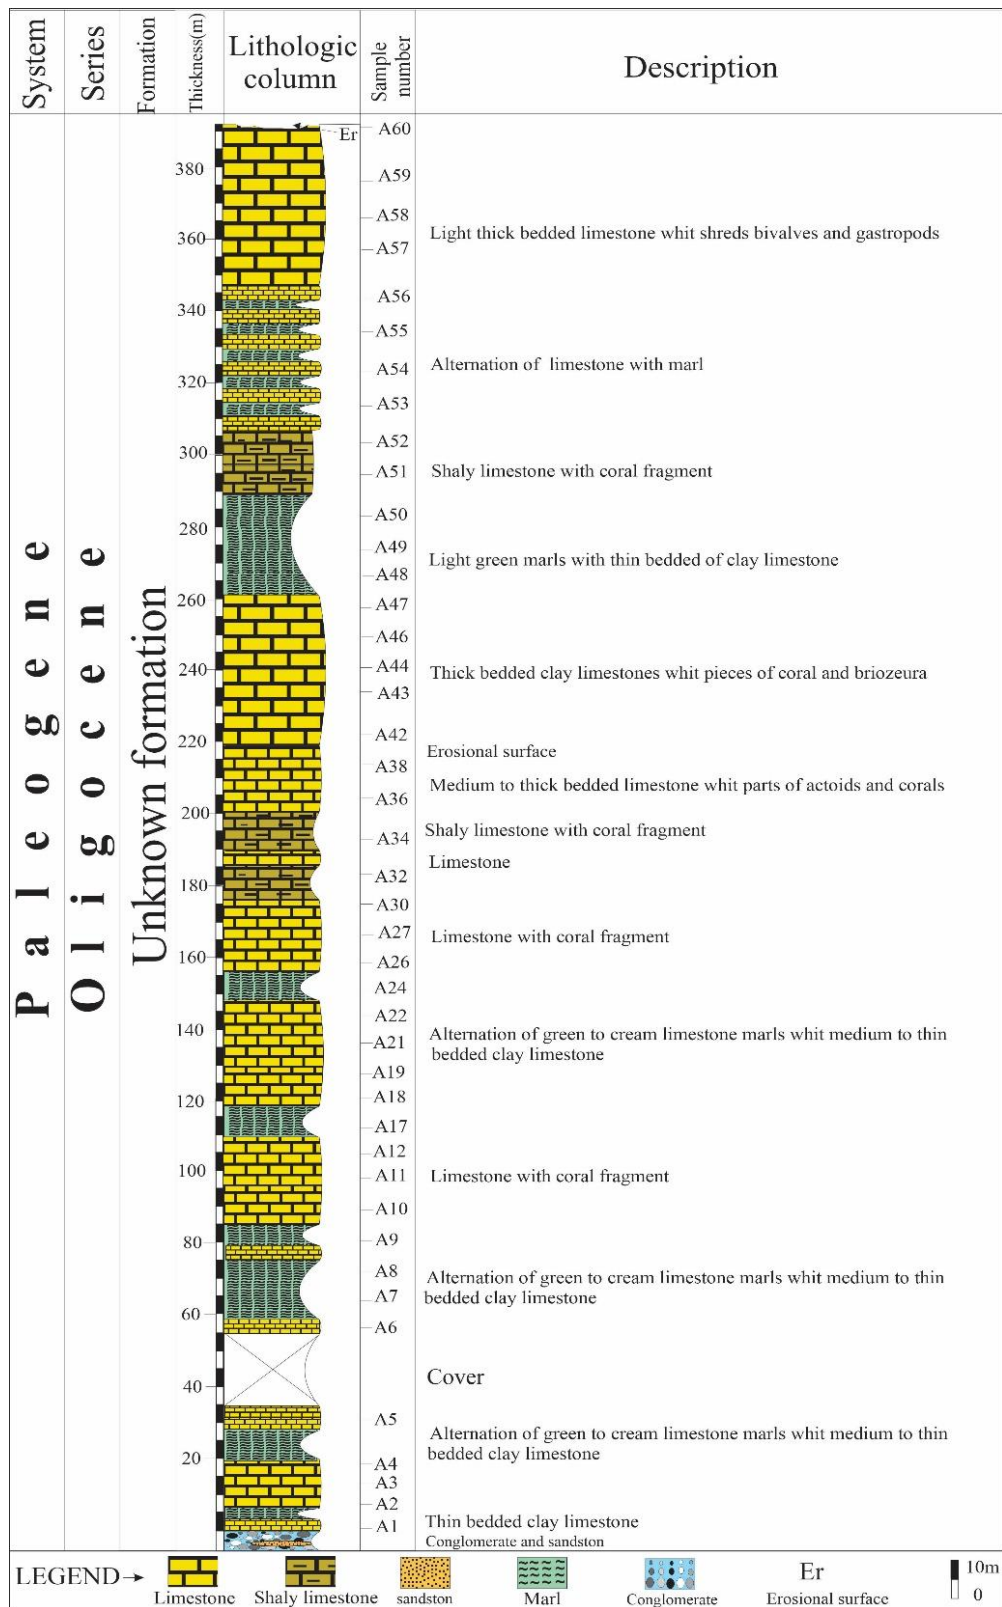 System
Series
Formation
Thickness(m)
Lithologic
column
Sample
number
Description
Paleogene
Oligocene
Unknown formation
Er
A60
380
A59
A58
Light thick bedded limestone whit shreds bivalves and gastropods
360
A57
A56
340
A55
Alternation of limestone with marl
A54
320
A53
A52
300
A51
Shaly limestone with coral fragment
A50
280
A49
Light green marls with thin bedded of clay limestone
A48
260
A47
A46
240
A44
Thick bedded clay limestones whit pieces of coral and briozeura
A43
220
A42
Erosional surface
A38
Medium to thick bedded limestone whit parts of actoids and corals
A36
200
Shaly limestone with coral fragment
A34
Limestone
A32
180
A30
A27
Limestone with coral fragment
160
A26
A24
A22
140
Alternation of green to cream limestone marls whit medium to thin
bedded clay limestone
A21
A19
A18
120
A17
A12
100
A11
Limestone with coral fragment
A10
80
A9
A8
Alternation of green to cream limestone marls whit medium to thin
bedded clay limestone
A7
60
A6
Cover
40
A5
Alternation of green to cream limestone marls whit medium to thin
bedded clay limestone
20
A4
A3
A2
A1
Thin bedded clay limestone
Conglomerate and sandston
LEGEND→
Limestone
Shaly limestone
sandston
Marl
Conglomerate
Er
Erosional surface
10m
0